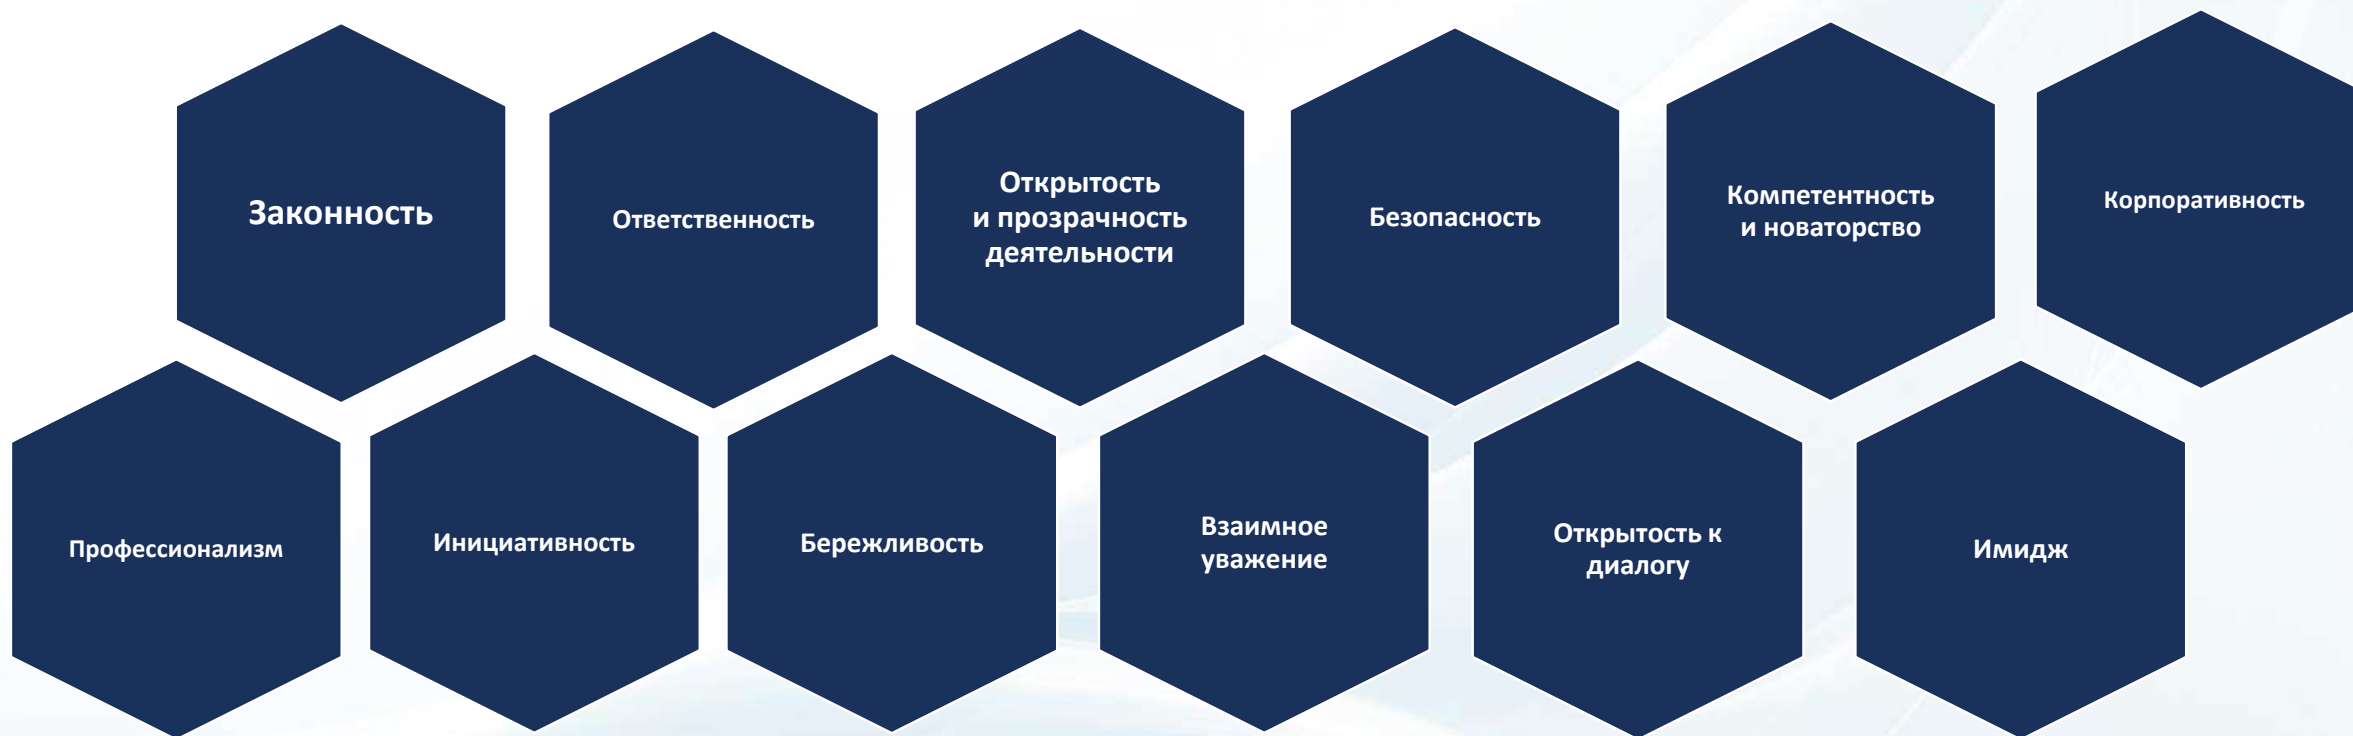 Законность
Ответственность
Открытость
и прозрачность
деятельности
Безопасность
Компетентность
и новаторство
Корпоративность
Профессионализм
Инициативность
Бережливость
Взаимное
уважение
Открытость к
диалогу
Имидж